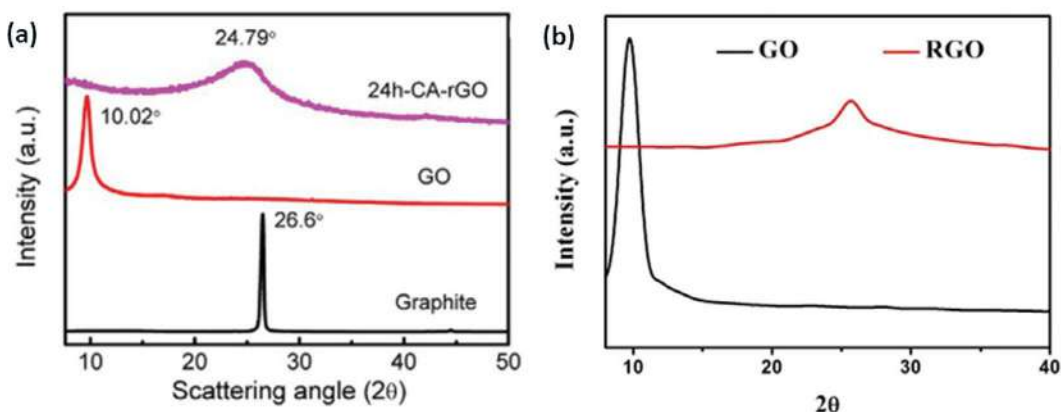 (a)
24.79°
24h-CA-rGO
10.02°
GO
26.6°
Graphite
Intensity (a.u.)
10 20 30 40 50
Scattering angle (2θ)
(b)
GO RGO
Intensity (a.u.)
10 20 30 40
2θ